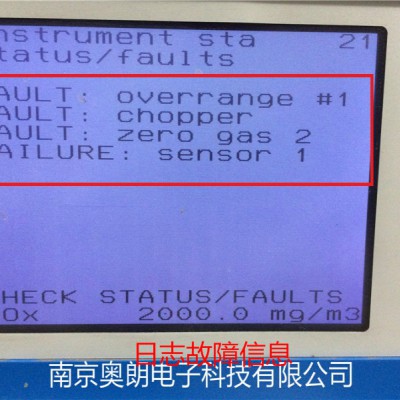 nstrument sta 21
tatus/faults
AULT: overrange #1
AULT: chopper
AULT: zero gas 2
AILURE: sensor 1
HECK STATUS/FAULTS
Ox 2000.0 mg/m3
日志故障信息
南京奥朗电子科技有限公司